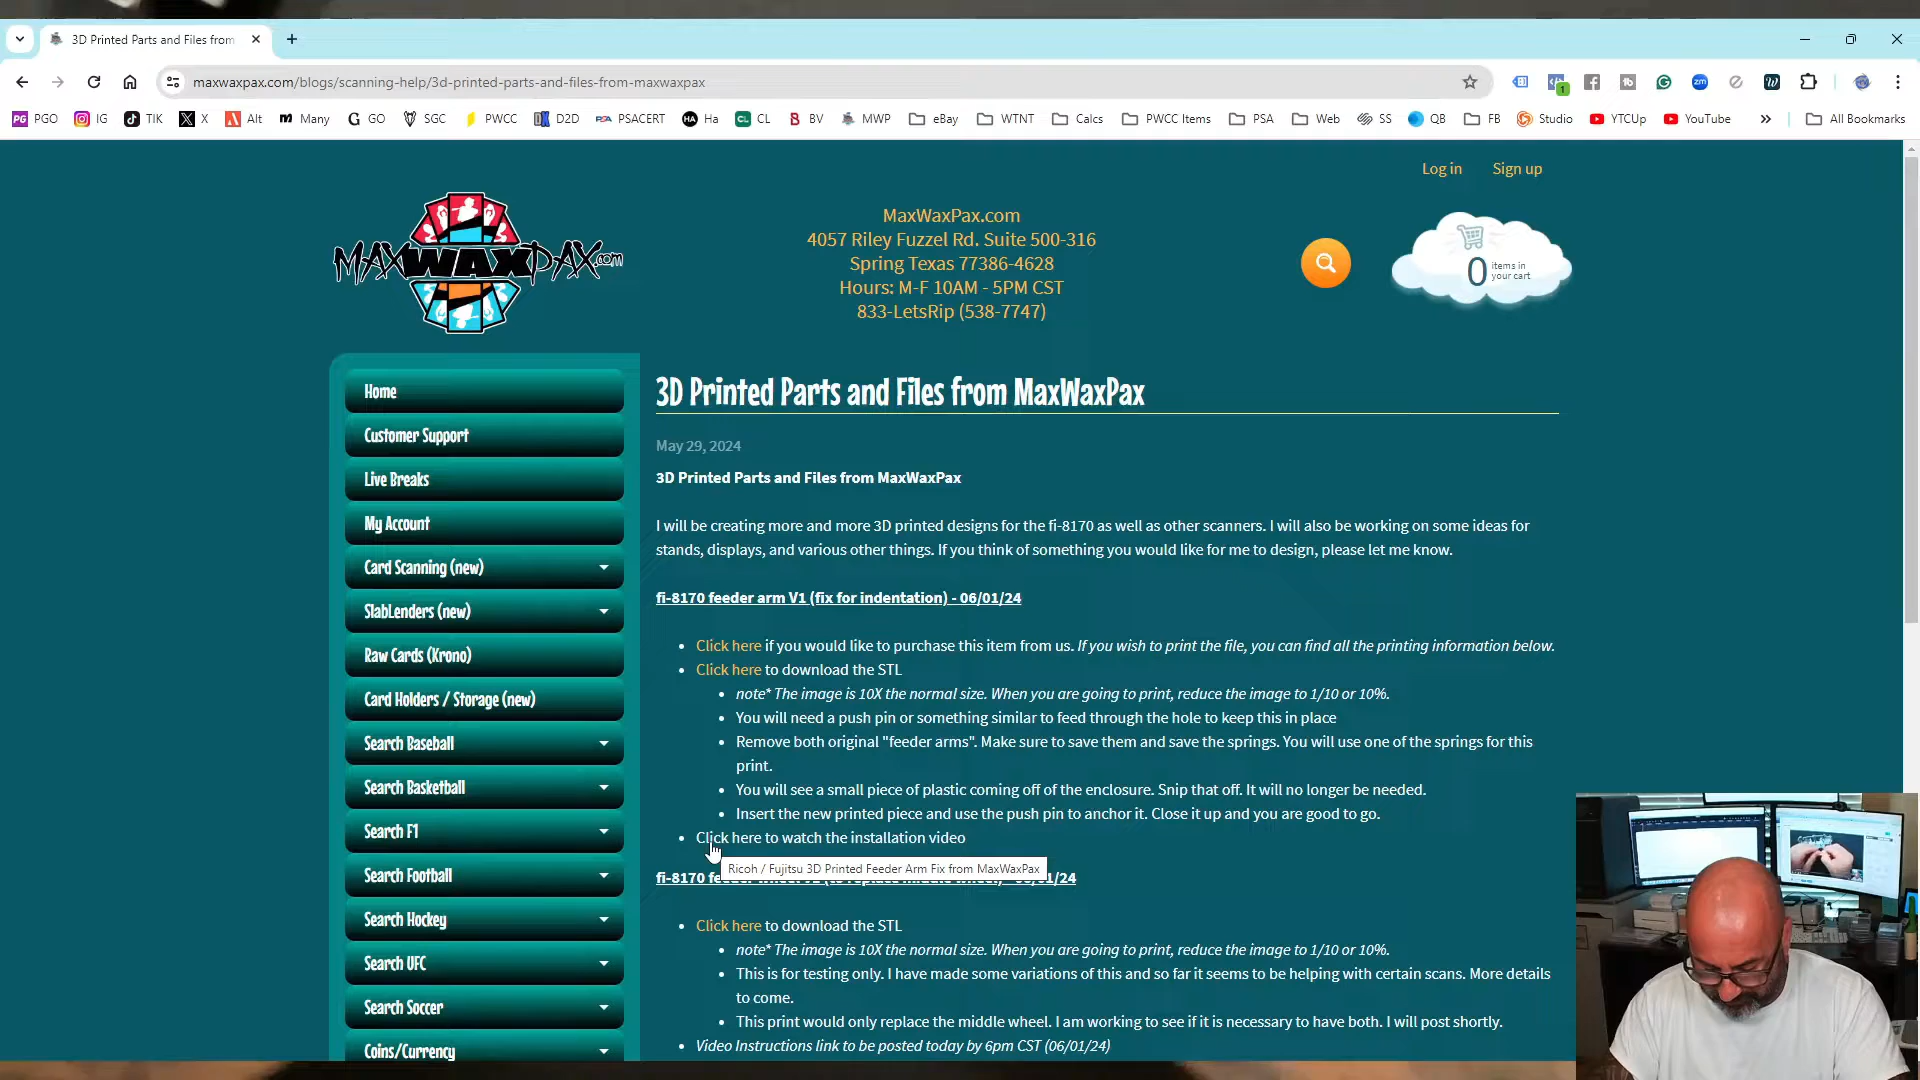 3D Printed Parts and Files from
maxwaxpax.com/blogs/scanning-help/3d-printed-parts-and-files-from-maxwaxpax
PGO IG TIK X Alt Many GO SGC PWCC D2D PSACERT Ha CL BV MWP eBay WTNT Calcs PWCC Items PSA Web SS QB FB Studio YTCUp YouTube » All Bookmarks
Log in Sign up
MAXWAXPAX.com
MaxWaxPax.com
4057 Riley Fuzzel Rd. Suite 500-316
Spring Texas 77386-4628
Hours: M-F 10AM - 5PM CST
833-LetsRip (538-7747)
0 items in your cart
Home
Customer Support
Live Breaks
My Account
Card Scanning (new)
SlabLenders (new)
Raw Cards (Krono)
Card Holders / Storage (new)
Search Baseball
Search Basketball
Search F1
Search Football
Search Hockey
Search UFC
Search Soccer
Coins/Currency
3D Printed Parts and Files from MaxWaxPax
May 29, 2024
3D Printed Parts and Files from MaxWaxPax
I will be creating more and more 3D printed designs for the fi-8170 as well as other scanners. I will also be working on some ideas for
stands, displays, and various other things. If you think of something you would like for me to design, please let me know.
fi-8170 feeder arm V1 (fix for indentation) - 06/01/24
• Click here if you would like to purchase this item from us. If you wish to print the file, you can find all the printing information below.
• Click here to download the STL
• note* The image is 10X the normal size. When you are going to print, reduce the image to 1/10 or 10%.
• You will need a push pin or something similar to feed through the hole to keep this in place
• Remove both original "feeder arms". Make sure to save them and save the springs. You will use one of the springs for this
print.
• You will see a small piece of plastic coming off of the enclosure. Snip that off. It will no longer be needed.
• Insert the new printed piece and use the push pin to anchor it. Close it up and you are good to go.
• Click here to watch the installation video
Ricoh / Fujitsu 3D Printed Feeder Arm Fix from MaxWaxPax
fi-8170
• Click here to download the STL
• note* The image is 10X the normal size. When you are going to print, reduce the image to 1/10 or 10%.
• This is for testing only. I have made some variations of this and so far it seems to be helping with certain scans. More details
to come.
• This print would only replace the middle wheel. I am working to see if it is necessary to have both. I will post shortly.
• Video Instructions link to be posted today by 6pm CST (06/01/24)